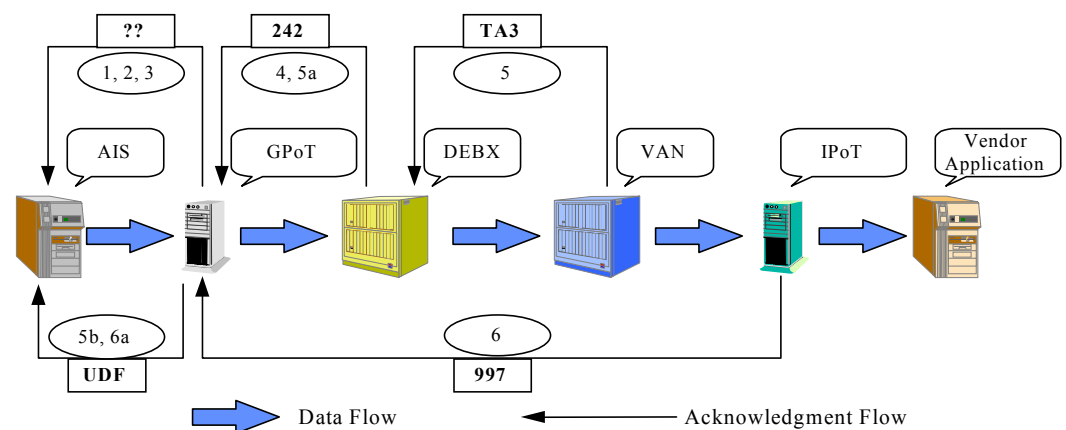 ??
242
TA3
1, 2, 3
4, 5a
5
AIS
GPoT
DEBX
VAN
IPoT
Vendor
Application
5b, 6a
6
UDF
997
Data Flow
Acknowledgment Flow